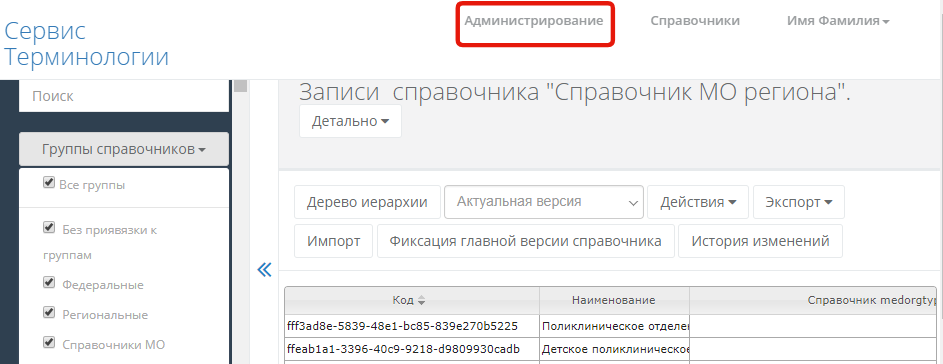 Администрирование Справочники Имя Фамилия
Сервис
Терминологии
Поиск
Записи справочника "Справочник МО региона".
Детально
Группы справочников
Все группы
Без приявязки к
группам
Федеральные
Региональные
Справочники МО
Дерево иерархии Актуальная версия Действия Экспорт
Импорт Фиксация главной версии справочника История изменений
Код Наименование Справочник medorgtyp
fff3ad8e-5839-48e1-bc85-839e270b5225 Поликлиническое отделен
ffeab1a1-3396-40c9-9218-d9809930cadb Детское поликлиническое